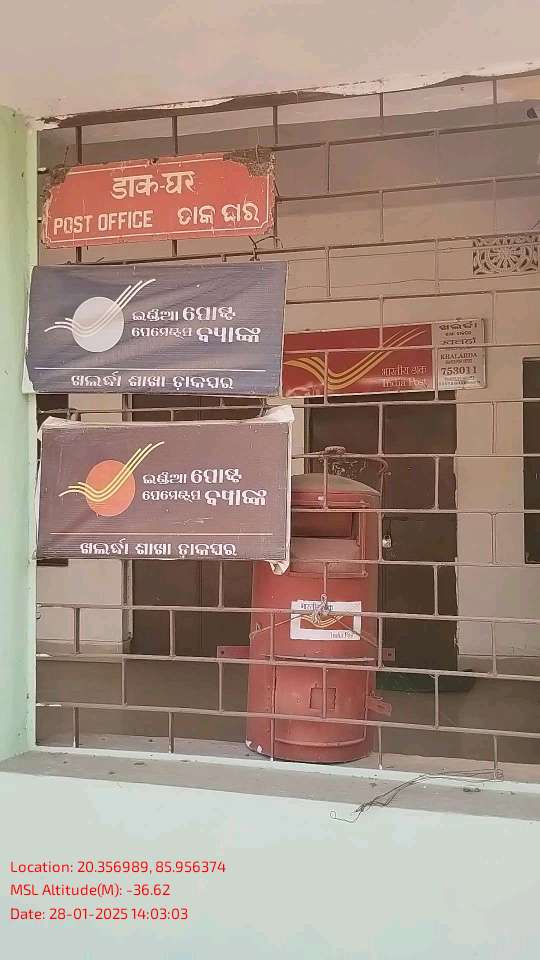 डाक-घर
POST OFFICE ଡାକ ଘର
ଇଣ୍ଡିଆ ପୋଷ୍ଟ
ପେମେଣ୍ଟସ ବ୍ୟାଙ୍କ
ଖଲର୍ଦ୍ଧା ଶାଖା ଡ଼ାକଘର
भारतीय डाक
India Post
KHALARDA
753011
ଇଣ୍ଡିଆ ପୋଷ୍ଟ
ପେମେଣ୍ଟସ ବ୍ୟାଙ୍କ
ଖଲର୍ଦ୍ଧା ଶାଖା ଡ଼ାକଘର
India Post
Location: 20.356989, 85.956374
MSL Altitude(M): -36.62
Date: 28-01-2025 14:03:03